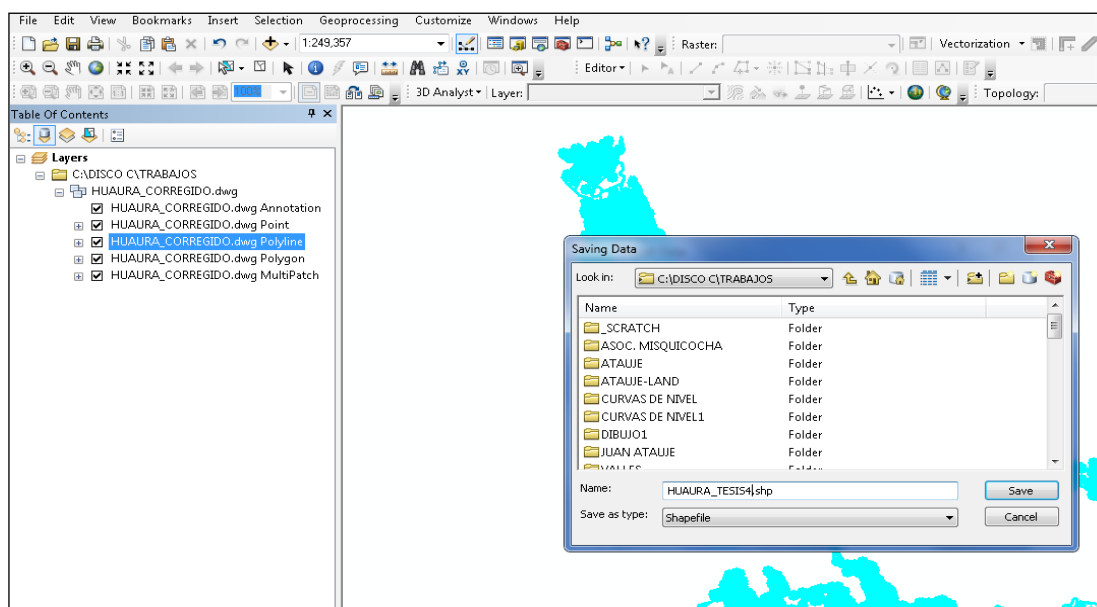 File Edit View Bookmarks Insert Selection Geoprocessing Customize Windows Help
1:249,357 Raster: Vectorization
Editor
100% 3D Analyst Layer: Topology:
Table Of Contents
Layers
C:\DISCO C\TRABAJOS
HUAURA_CORREGIDO.dwg
HUAURA_CORREGIDO.dwg Annotation
HUAURA_CORREGIDO.dwg Point
HUAURA_CORREGIDO.dwg Polyline
HUAURA_CORREGIDO.dwg Polygon
HUAURA_CORREGIDO.dwg MultiPatch
Saving Data
Look in: C:\DISCO C\TRABAJOS
Name Type
_SCRATCH Folder
ASOC. MISQUICOCHA Folder
ATAUJE Folder
ATAUJE-LAND Folder
CURVAS DE NIVEL Folder
CURVAS DE NIVEL1 Folder
DIBUJO1 Folder
JUAN ATAUJE Folder
Name: HUAURA_TESIS4.shp Save
Save as type: Shapefile Cancel